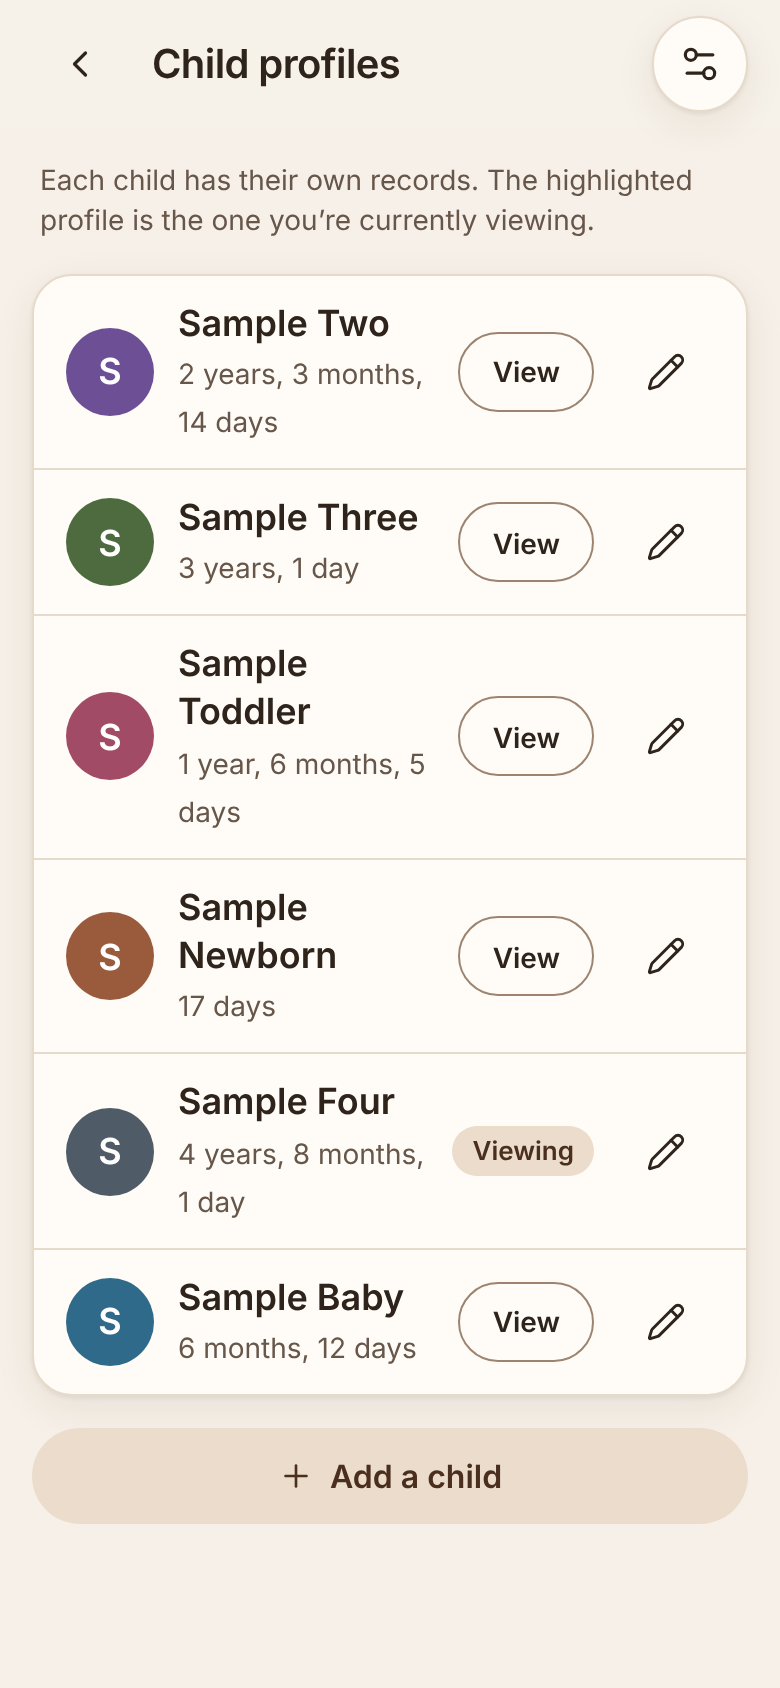 Child profiles
Each child has their own records. The highlighted
profile is the one you’re currently viewing.
S
Sample Two
2 years, 3 months,
14 days
View
S
Sample Three
3 years, 1 day
View
S
Sample
Toddler
1 year, 6 months, 5
days
View
S
Sample
Newborn
17 days
View
S
Sample Four
4 years, 8 months,
1 day
Viewing
S
Sample Baby
6 months, 12 days
View
+ Add a child